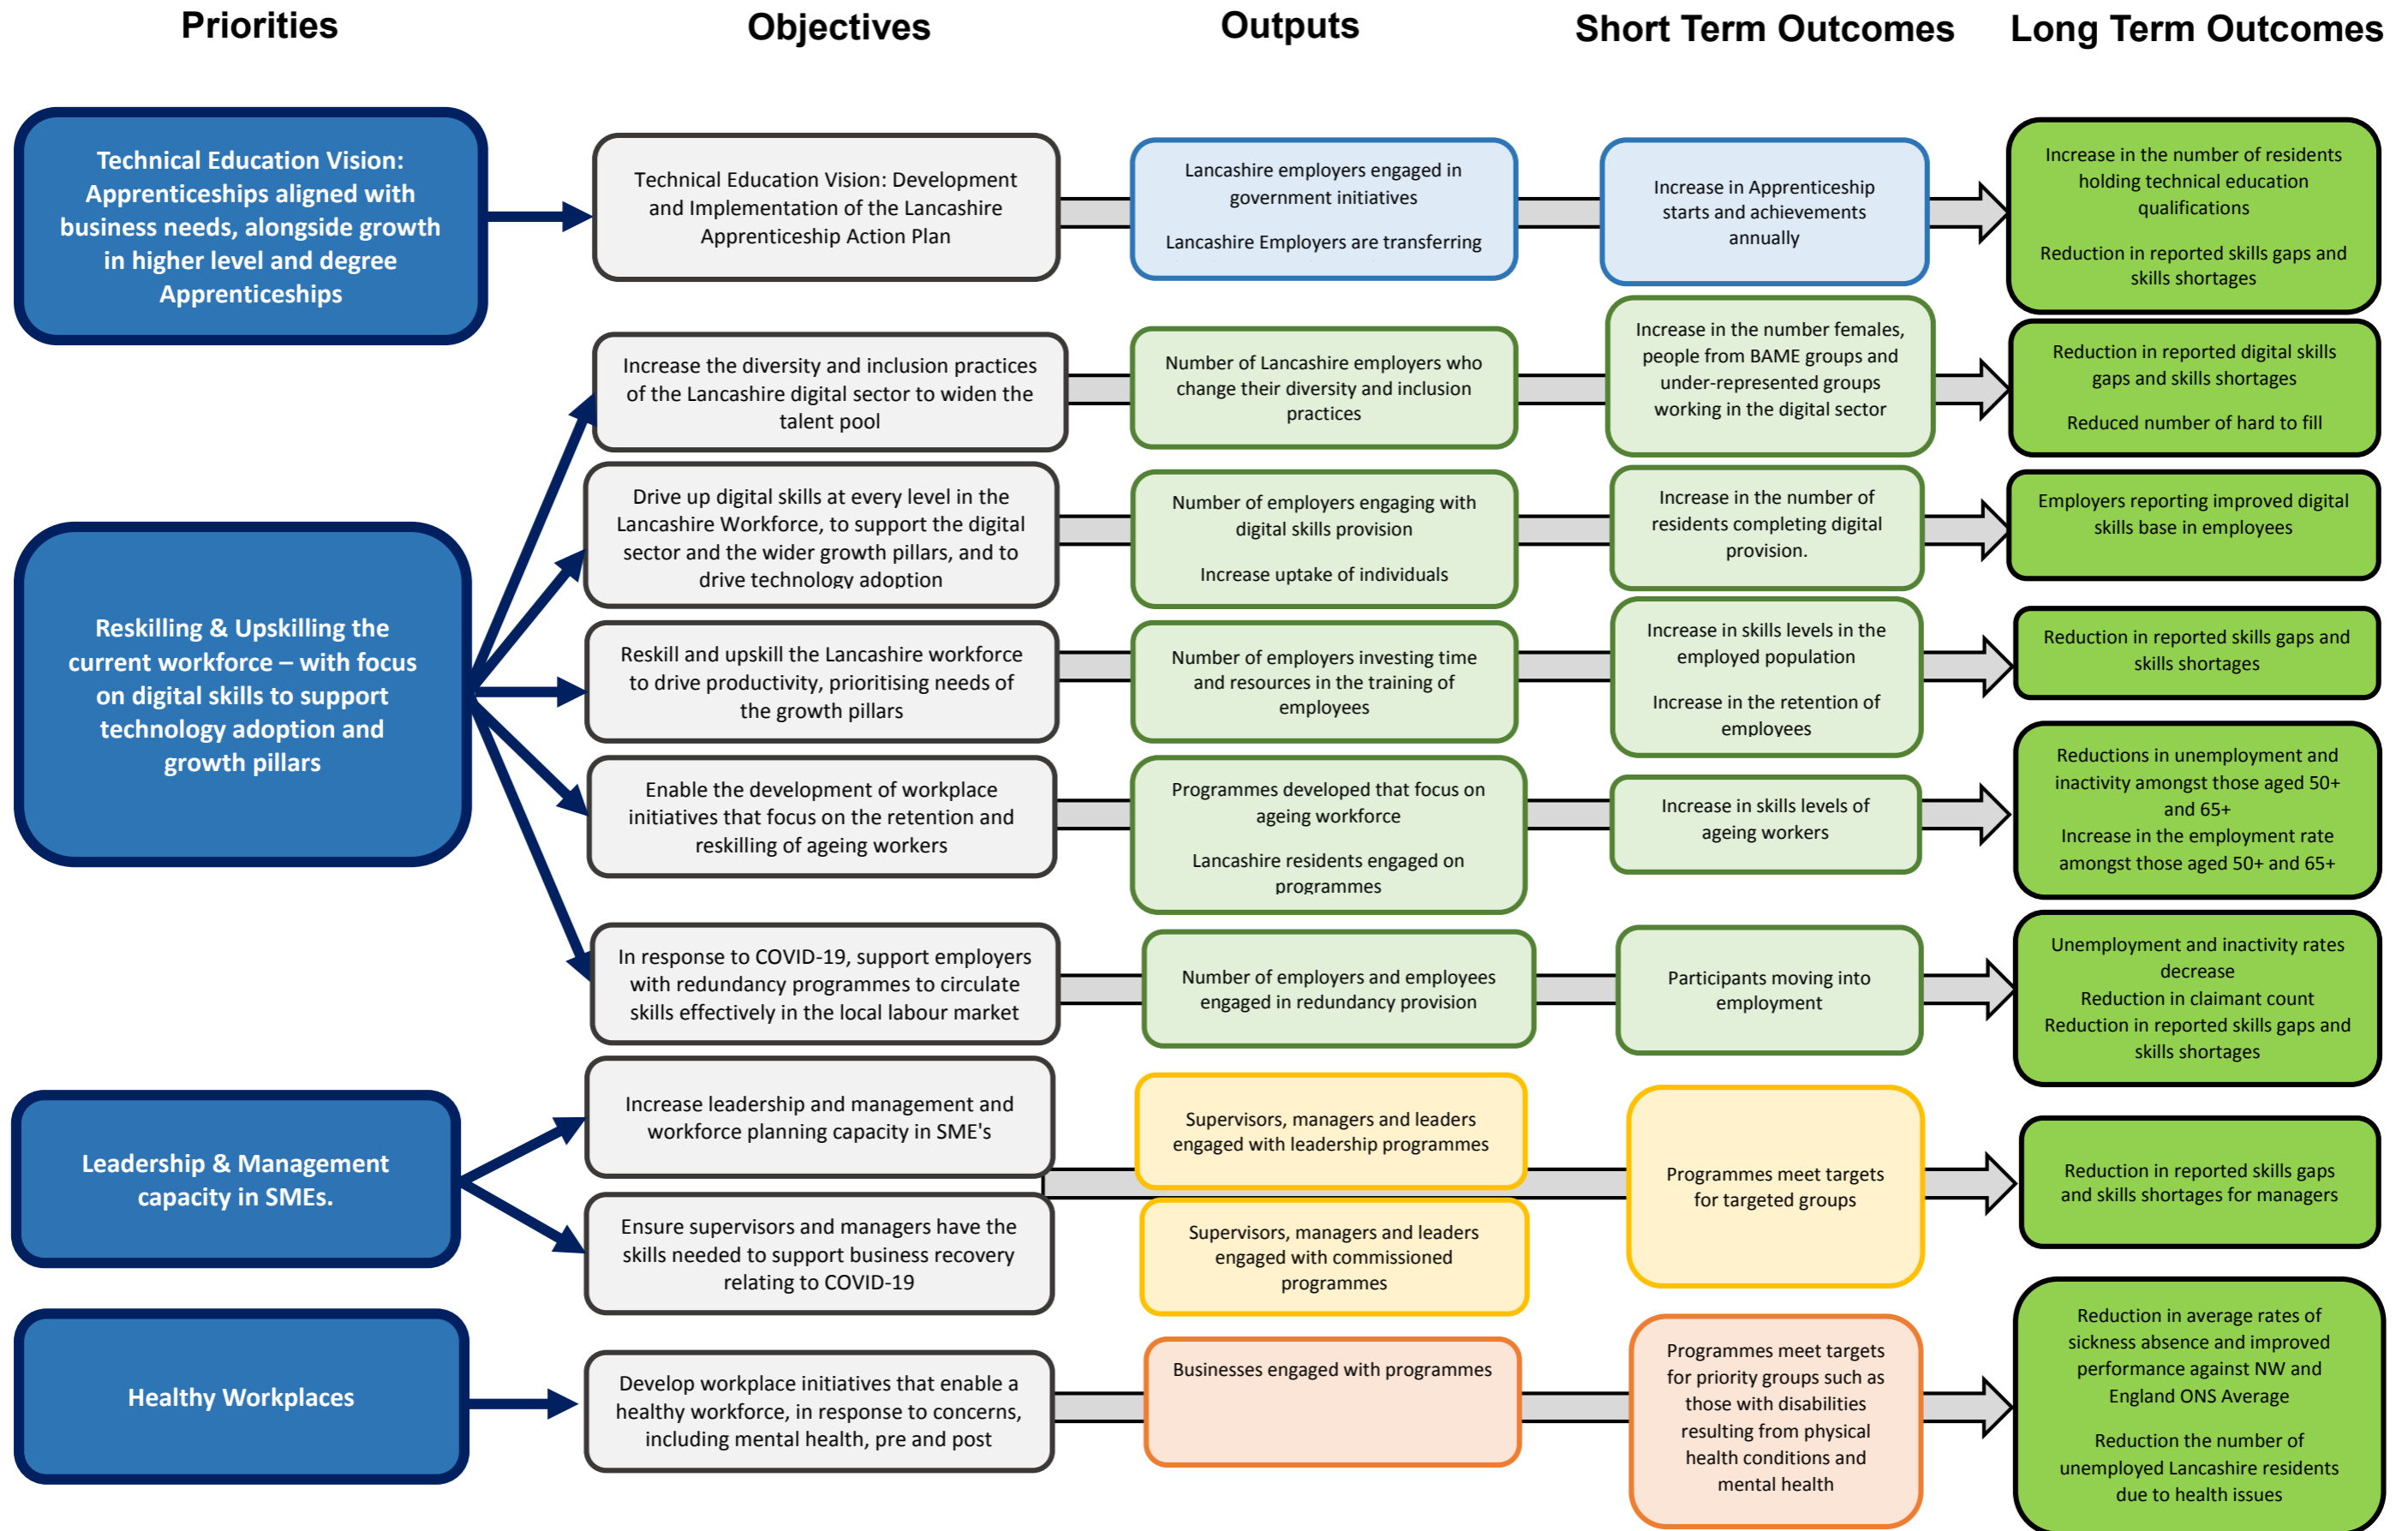 Priorities
Objectives
Outputs
Short Term Outcomes
Long Term Outcomes
Technical Education Vision:
Apprenticeships aligned with
business needs, alongside growth
in higher level and degree
Apprenticeships
Technical Education Vision: Development
and Implementation of the Lancashire
Apprenticeship Action Plan
Lancashire employers engaged in
government initiatives
Lancashire Employers are transferring
Increase in Apprenticeship
starts and achievements
annually
Increase in the number of residents
holding technical education
qualifications
Reduction in reported skills gaps and
skills shortages
Reskilling & Upskilling the
current workforce – with focus
on digital skills to support
technology adoption and
growth pillars
Increase the diversity and inclusion practices
of the Lancashire digital sector to widen the
talent pool
Number of Lancashire employers who
change their diversity and inclusion
practices
Increase in the number females,
people from BAME groups and
under-represented groups
working in the digital sector
Reduction in reported digital skills
gaps and skills shortages
Reduced number of hard to fill
Drive up digital skills at every level in the
Lancashire Workforce, to support the digital
sector and the wider growth pillars, and to
drive technology adoption
Number of employers engaging with
digital skills provision
Increase uptake of individuals
Increase in the number of
residents completing digital
provision.
Employers reporting improved digital
skills base in employees
Reskill and upskill the Lancashire workforce
to drive productivity, prioritising needs of
the growth pillars
Number of employers investing time
and resources in the training of
employees
Increase in skills levels in the
employed population
Increase in the retention of
employees
Reduction in reported skills gaps and
skills shortages
Enable the development of workplace
initiatives that focus on the retention and
reskilling of ageing workers
Programmes developed that focus on
ageing workforce
Lancashire residents engaged on
programmes
Increase in skills levels of
ageing workers
Reductions in unemployment and
inactivity amongst those aged 50+
and 65+
Increase in the employment rate
amongst those aged 50+ and 65+
In response to COVID-19, support employers
with redundancy programmes to circulate
skills effectively in the local labour market
Number of employers and employees
engaged in redundancy provision
Participants moving into
employment
Unemployment and inactivity rates
decrease
Reduction in claimant count
Reduction in reported skills gaps and
skills shortages
Leadership & Management
capacity in SMEs.
Increase leadership and management and
workforce planning capacity in SME's
Supervisors, managers and leaders
engaged with leadership programmes
Ensure supervisors and managers have the
skills needed to support business recovery
relating to COVID-19
Supervisors, managers and leaders
engaged with commissioned
programmes
Programmes meet targets
for targeted groups
Reduction in reported skills gaps
and skills shortages for managers
Healthy Workplaces
Develop workplace initiatives that enable a
healthy workforce, in response to concerns,
including mental health, pre and post
Businesses engaged with programmes
Programmes meet targets
for priority groups such as
those with disabilities
resulting from physical
health conditions and
mental health
Reduction in average rates of
sickness absence and improved
performance against NW and
England ONS Average
Reduction the number of
unemployed Lancashire residents
due to health issues